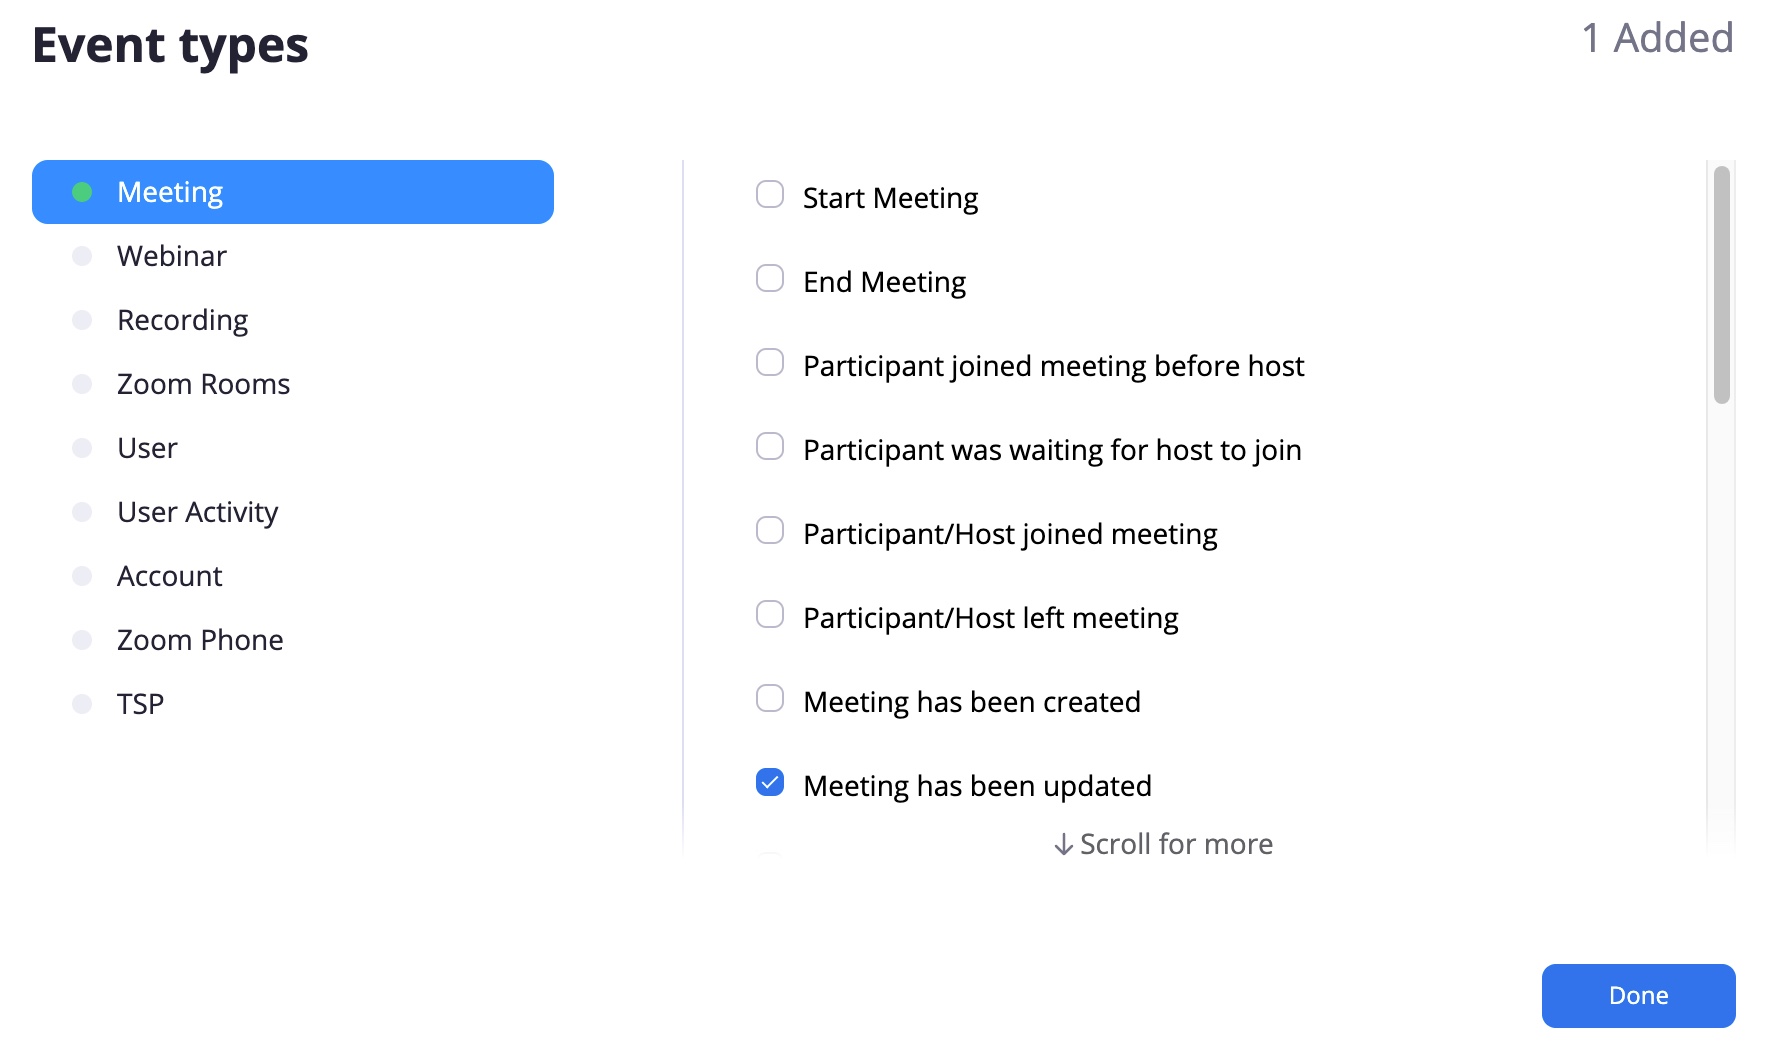 Event types
1 Added
Meeting
Webinar
Recording
Zoom Rooms
User
User Activity
Account
Zoom Phone
TSP
Start Meeting
End Meeting
Participant joined meeting before host
Participant was waiting for host to join
Participant/Host joined meeting
Participant/Host left meeting
Meeting has been created
Meeting has been updated
↓ Scroll for more
Done